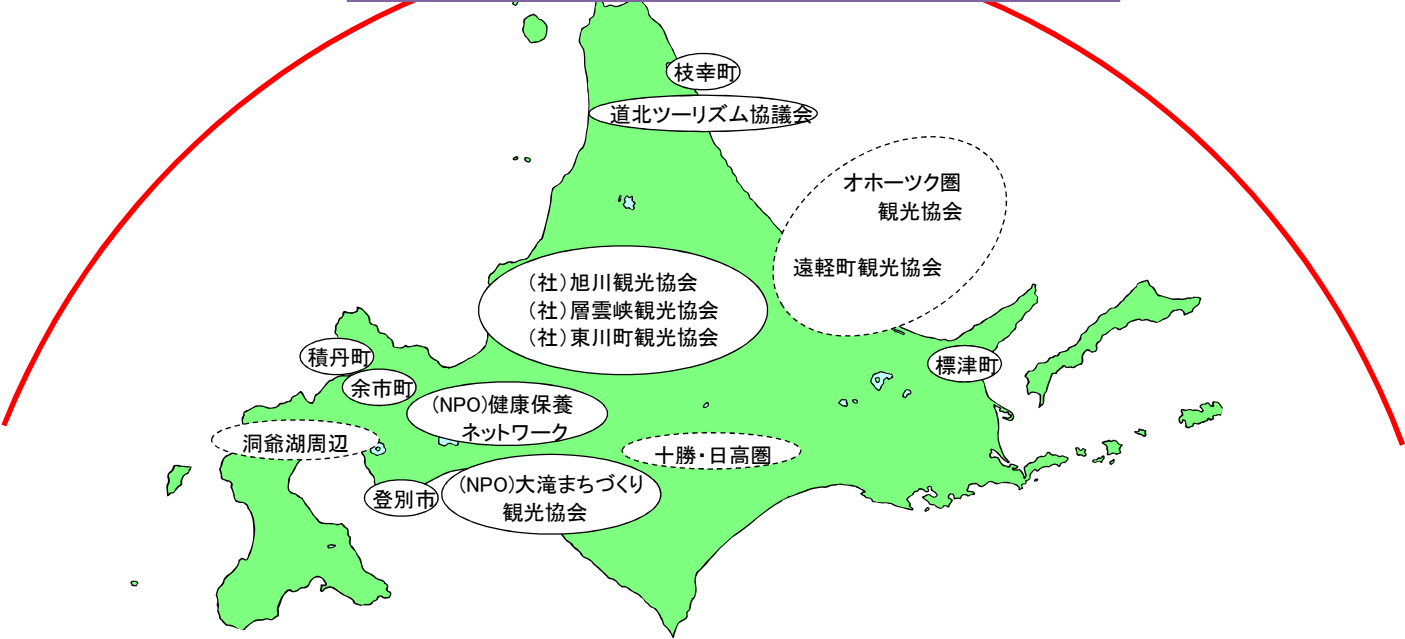 枝幸町
道北ツーリズム協議会
オホーツク圏
観光協会
遠軽町観光協会
(社)旭川観光協会
(社)層雲峡観光協会
(社)東川町観光協会
積丹町
余市町
標津町
(NPO)健康保養
ネットワーク
洞爺湖周辺
十勝・日高圏
登別市
(NPO)大滝まちづくり
観光協会